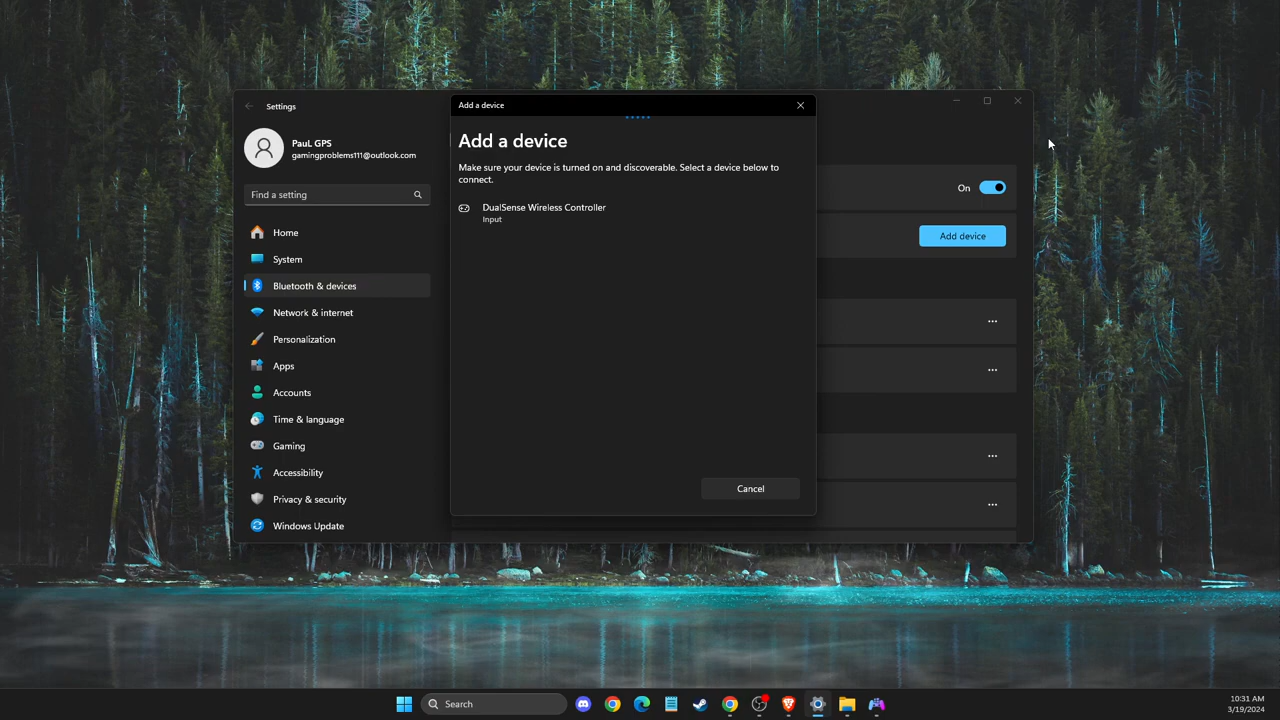 Settings
PauL GPS
gamingproblems111@outlook.com
Find a setting
Home
System
Bluetooth & devices
Network & internet
Personalization
Apps
Accounts
Time & language
Gaming
Accessibility
Privacy & security
Windows Update
Add a device
Add a device
Make sure your device is turned on and discoverable. Select a device below to
connect.
DualSense Wireless Controller
Input
Cancel
On
Add device
Search
10:31 AM
3/19/2024